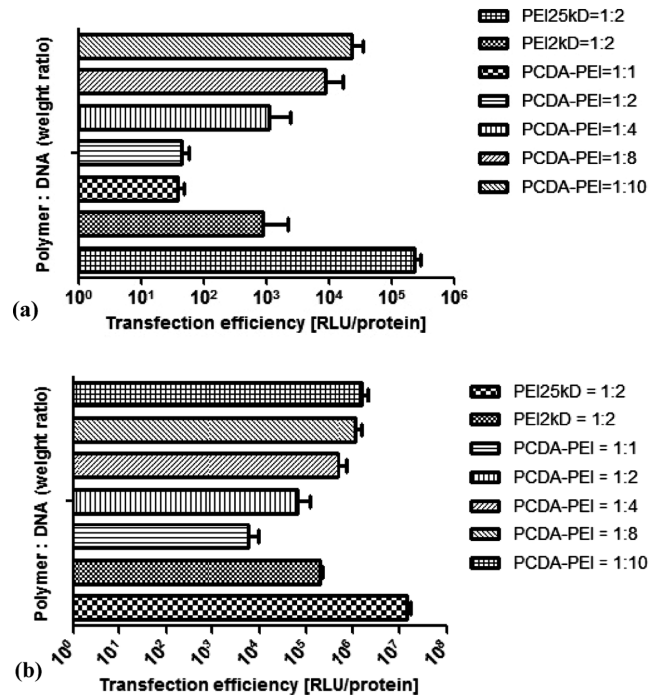 Polymer : DNA (weight ratio)
10⁰ 10¹ 10² 10³ 10⁴ 10⁵ 10⁶
Transfection efficiency [RLU/protein]
(a)
PEI25kD=1:2
PEI2kD=1:2
PCDA-PEI=1:1
PCDA-PEI=1:2
PCDA-PEI=1:4
PCDA-PEI=1:8
PCDA-PEI=1:10
Polymer : DNA (weight ratio)
10⁰ 10¹ 10² 10³ 10⁴ 10⁵ 10⁶ 10⁷ 10⁸
Transfection efficiency [RLU/protein]
(b)
PEI25kD = 1:2
PEI2kD = 1:2
PCDA-PEI = 1:1
PCDA-PEI = 1:2
PCDA-PEI = 1:4
PCDA-PEI = 1:8
PCDA-PEI = 1:10